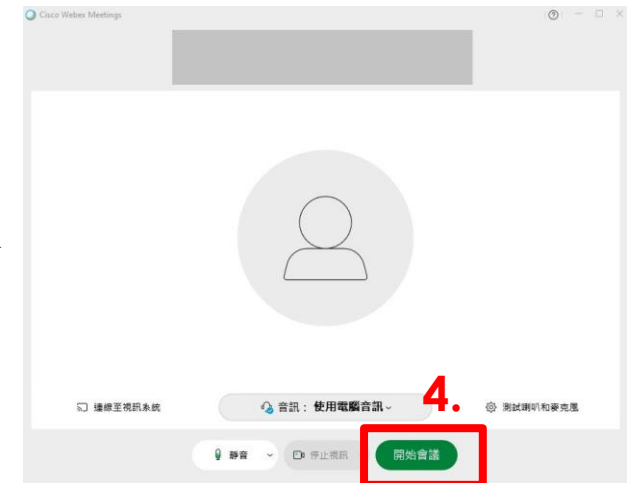 Cisco Webex Meetings
4.
連線至視訊系統
音訊： 使用電腦音訊
測試喇叭和麥克風
靜音
停止視訊
開始會議